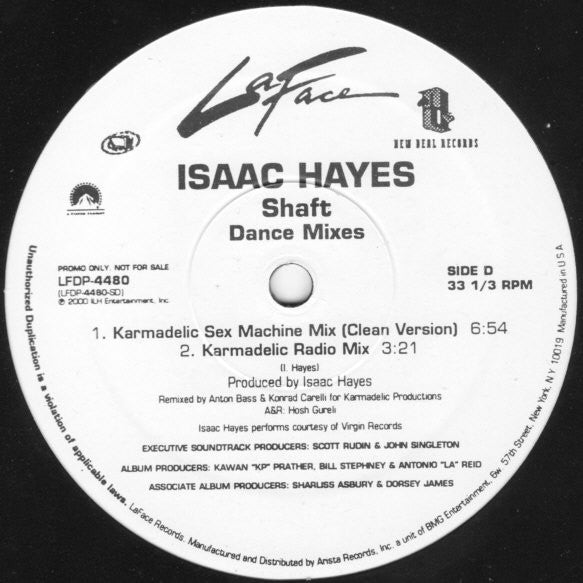 LaFace
NEW DEAL RECORDS
ISAAC HAYES
Shaft
Dance Mixes
PROMO ONLY. NOT FOR SALE
LFDP-4480
(LFDP-4480-SD)
℗ 2000 ILH Entertainment, Inc.
SIDE D
33 1/3 RPM
1. Karmadelic Sex Machine Mix (Clean Version) 6:54
2. Karmadelic Radio Mix 3:21
(I. Hayes)
Produced by Isaac Hayes
Remixed by Anton Bass & Konrad Carelli for Karmadelic Productions
A&R: Hosh Gureli
Isaac Hayes performs courtesy of Virgin Records
EXECUTIVE SOUNDTRACK PRODUCERS: SCOTT RUDIN & JOHN SINGLETON
ALBUM PRODUCERS: KAWAN "KP" PRATHER, BILL STEPHNEY & ANTONIO "LA" REID
ASSOCIATE ALBUM PRODUCERS: SHARLISS ASBURY & DORSEY JAMES
Unauthorized Duplication is a violation of applicable laws. LaFace Records. Manufactured and Distributed by Arista Records, Inc. a unit of BMG Entertainment, 6w 57th Street, New York, N.Y. 10019 Manufactured in U.S.A.